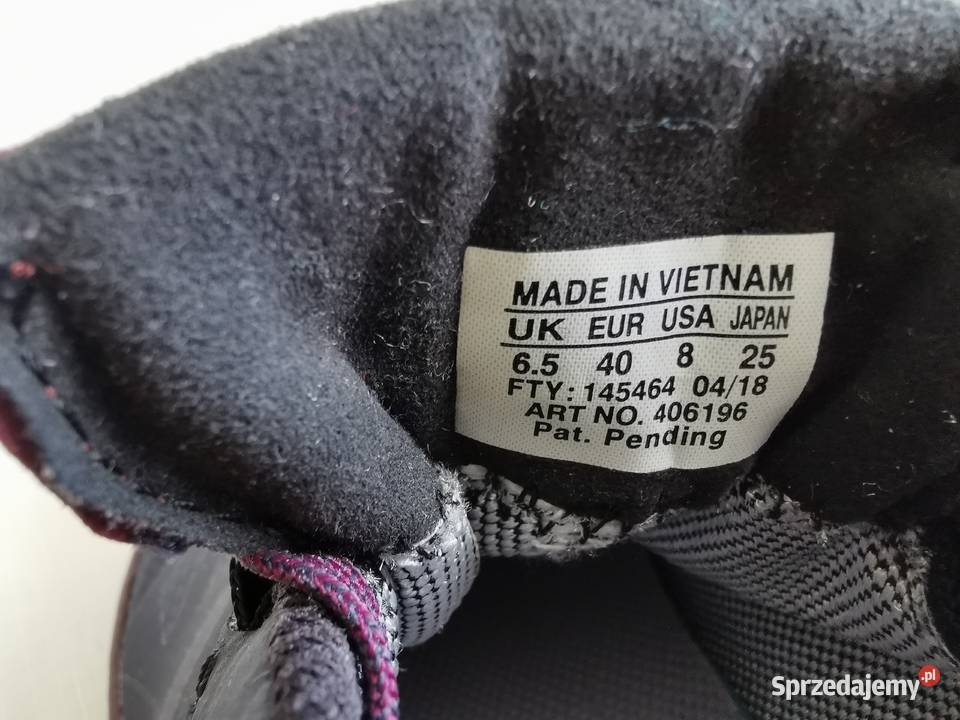 MADE IN VIETNAM
UK EUR USA JAPAN
6.5 40 8 25
FTY: 145464 04/18
ART NO. 406196
Pat. Pending
Sprzedajemy.pl